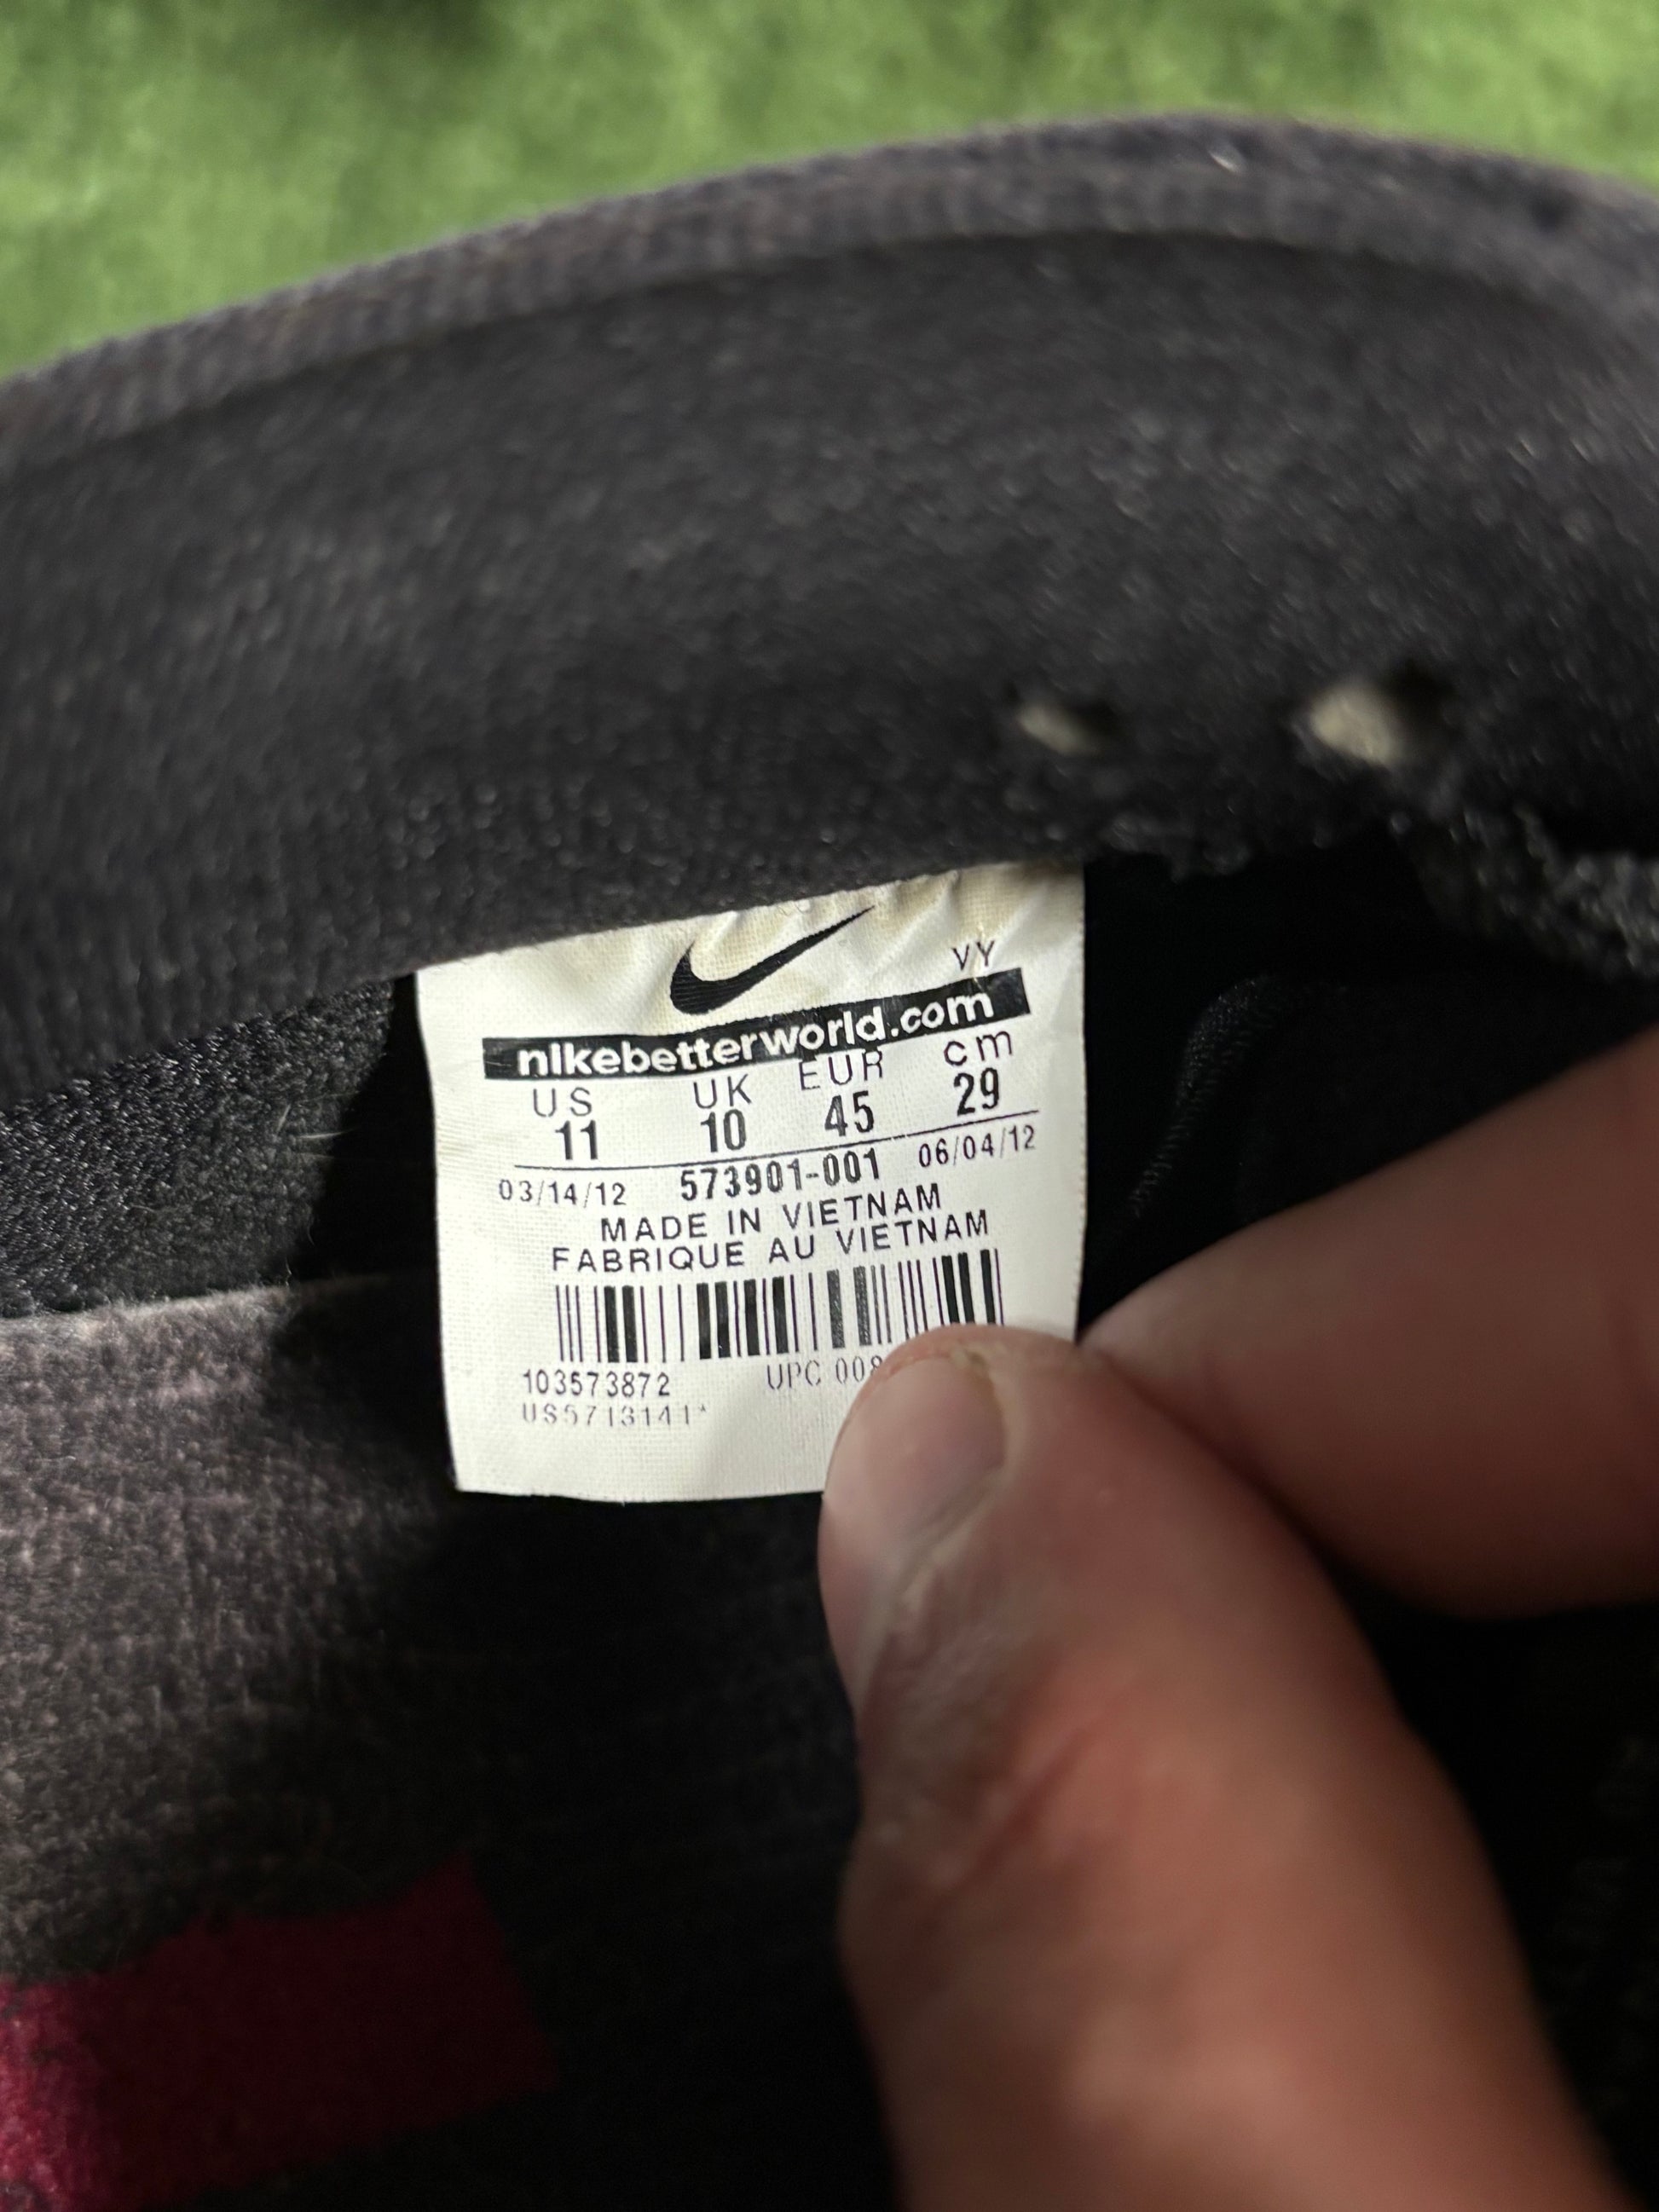 VY
nikebetterworld.com
US UK EUR cm
11 10 45 29
03/14/12 573901-001 06/04/12
MADE IN VIETNAM
FABRIQUE AU VIETNAM
103573872 UPC 008
US5713141*